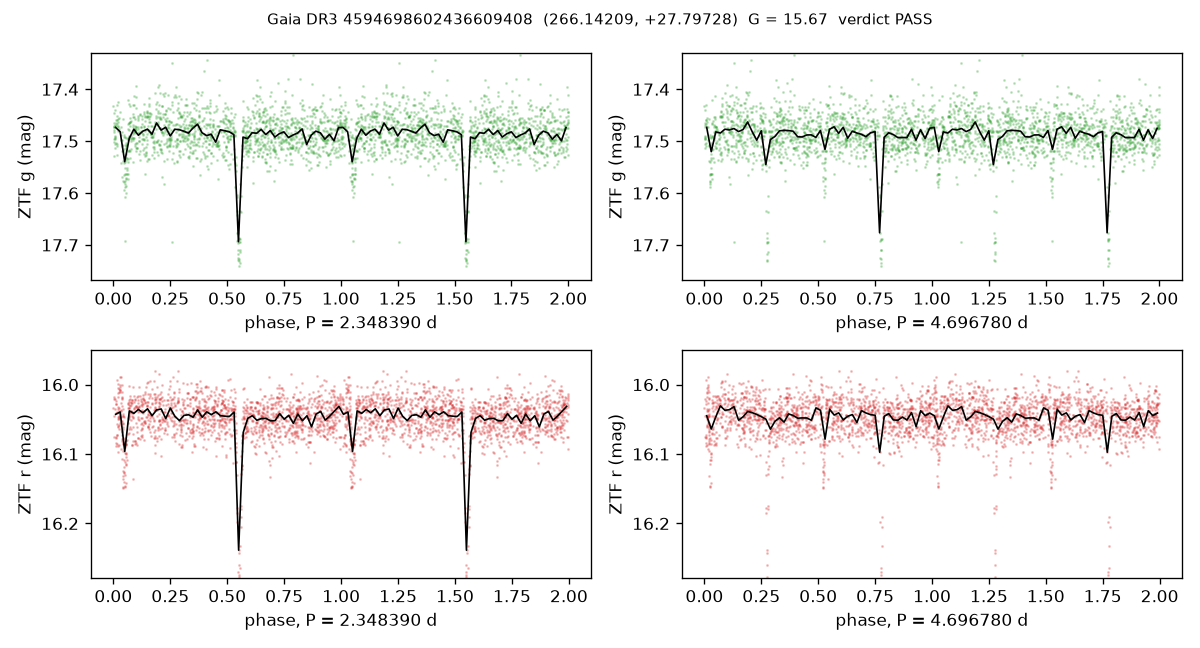 Gaia DR3 4594698602436609408 (266.14209, +27.79728) G = 15.67 verdict PASS
ZTF g (mag)
17.4
17.5
17.6
17.7
0.00 0.25 0.50 0.75 1.00 1.25 1.50 1.75 2.00
phase, P = 2.348390 d
ZTF g (mag)
17.4
17.5
17.6
17.7
0.00 0.25 0.50 0.75 1.00 1.25 1.50 1.75 2.00
phase, P = 4.696780 d
ZTF r (mag)
16.0
16.1
16.2
0.00 0.25 0.50 0.75 1.00 1.25 1.50 1.75 2.00
phase, P = 2.348390 d
ZTF r (mag)
16.0
16.1
16.2
0.00 0.25 0.50 0.75 1.00 1.25 1.50 1.75 2.00
phase, P = 4.696780 d